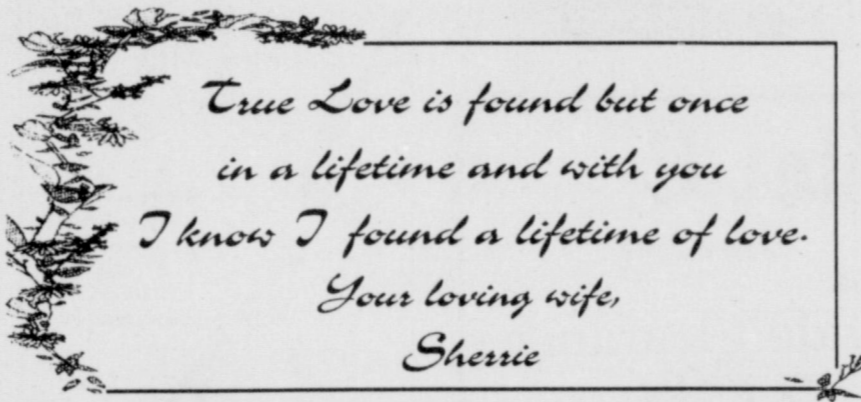 True Love is found but once
in a lifetime and with you
I know I found a lifetime of love.
Your loving wife,
Sherrie